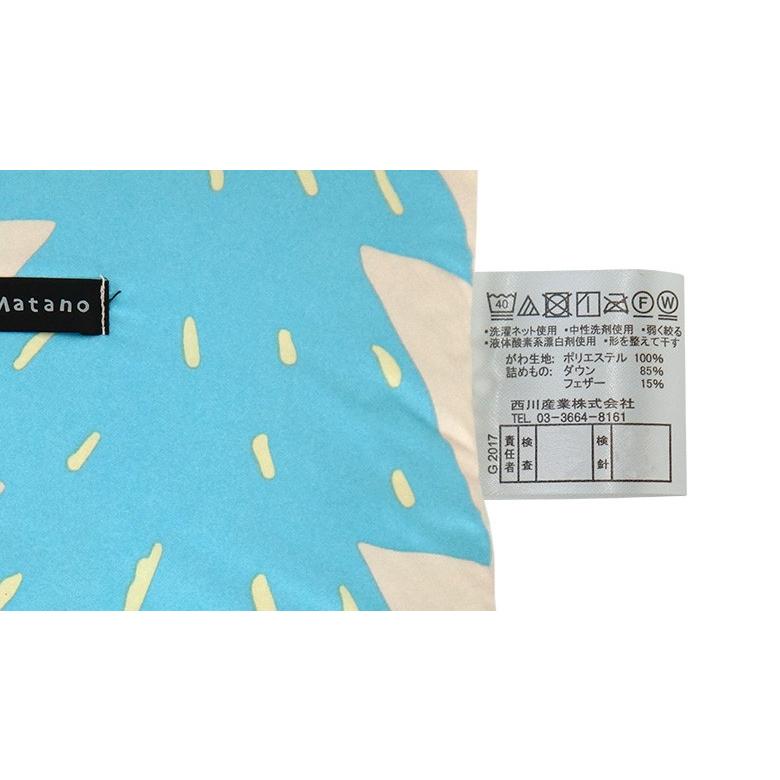 Matano
40 F W
・洗濯ネット使用 ・中性洗剤使用 ・弱く絞る
・液体酸素系漂白剤使用 ・形を整えて干す
がわ生地: ポリエステル 100%
詰めもの: ダウン 85%
フェザー 15%
西川産業株式会社
TEL 03-3664-8161
G 2017
責任者
検査
検針